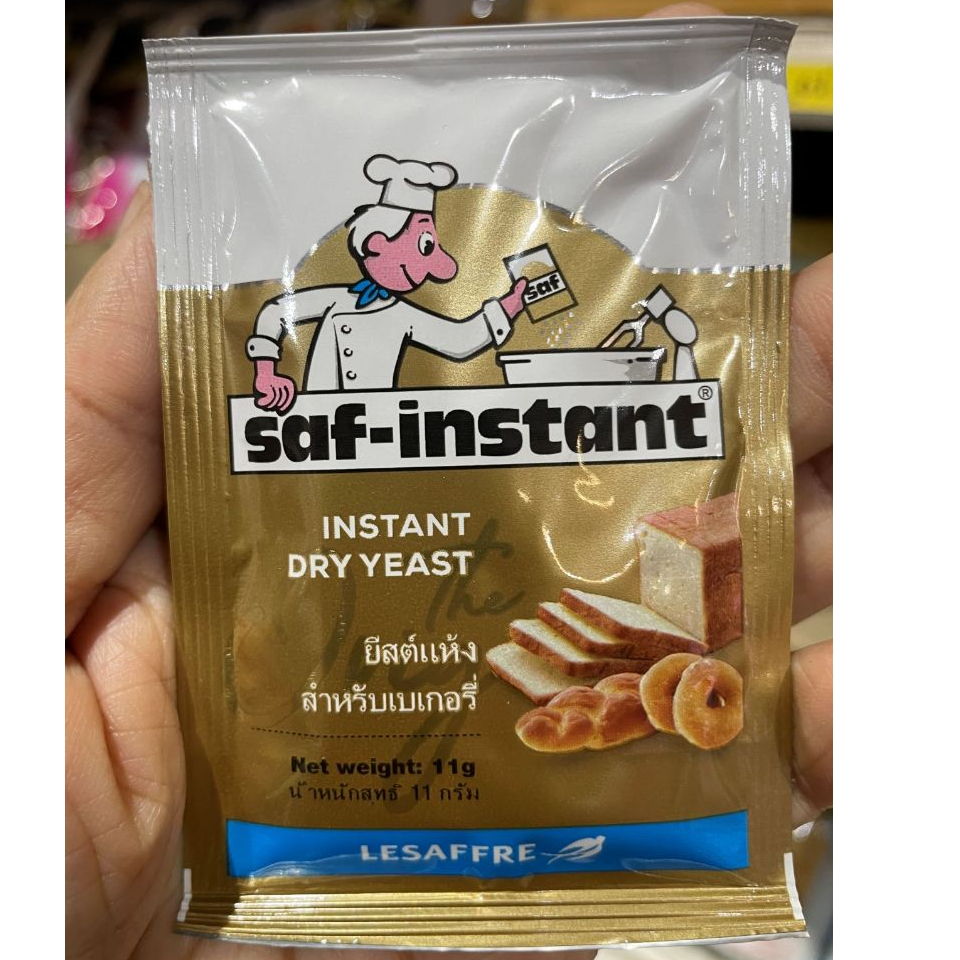 saf
saf-instant®
INSTANT
DRY YEAST
The
ยีสต์แห้ง
สำหรับเบเกอรี่
Net weight: 11g
น้ำหนักสุทธิ 11 กรัม
LESAFFRE